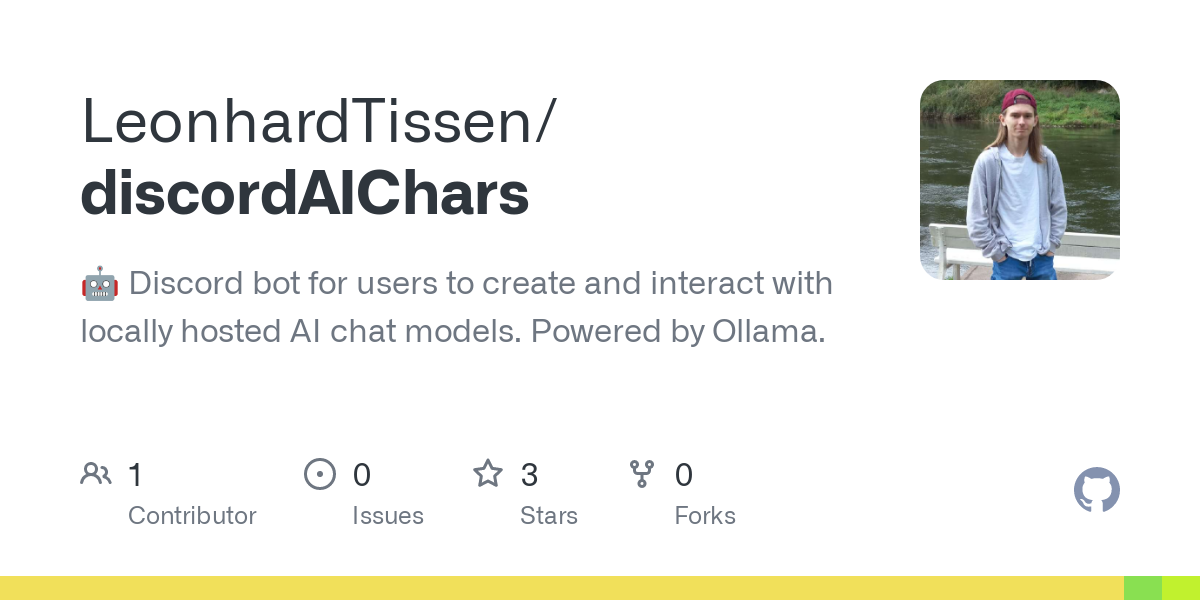 LeonhardTissen/
discordAIChars
🤖 Discord bot for users to create and interact with
locally hosted AI chat models. Powered by Ollama.
1 0 3 0
Contributor Issues Stars Forks